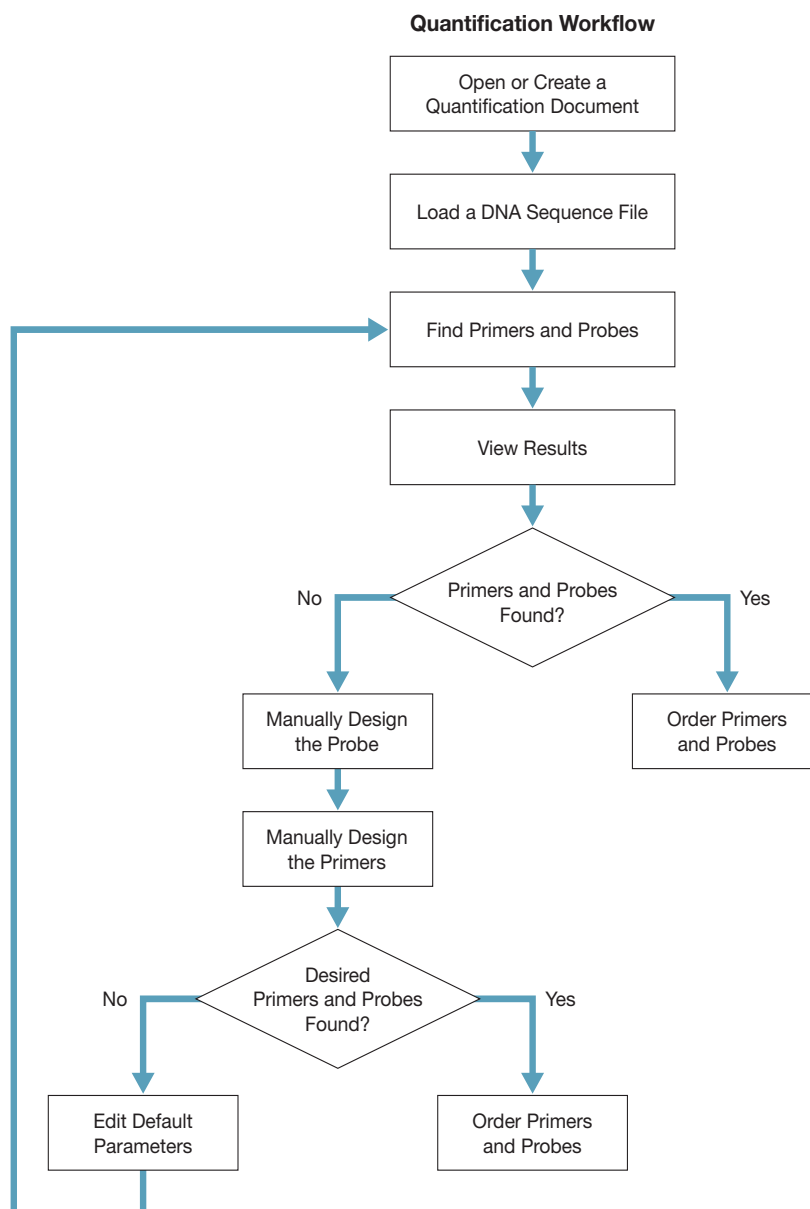 Quantification Workflow
Open or Create a
Quantification Document
Load a DNA Sequence File
Find Primers and Probes
View Results
Primers and Probes
Found?
No
Yes
Manually Design
the Probe
Order Primers
and Probes
Manually Design
the Primers
Desired
Primers and Probes
Found?
No
Yes
Edit Default
Parameters
Order Primers
and Probes